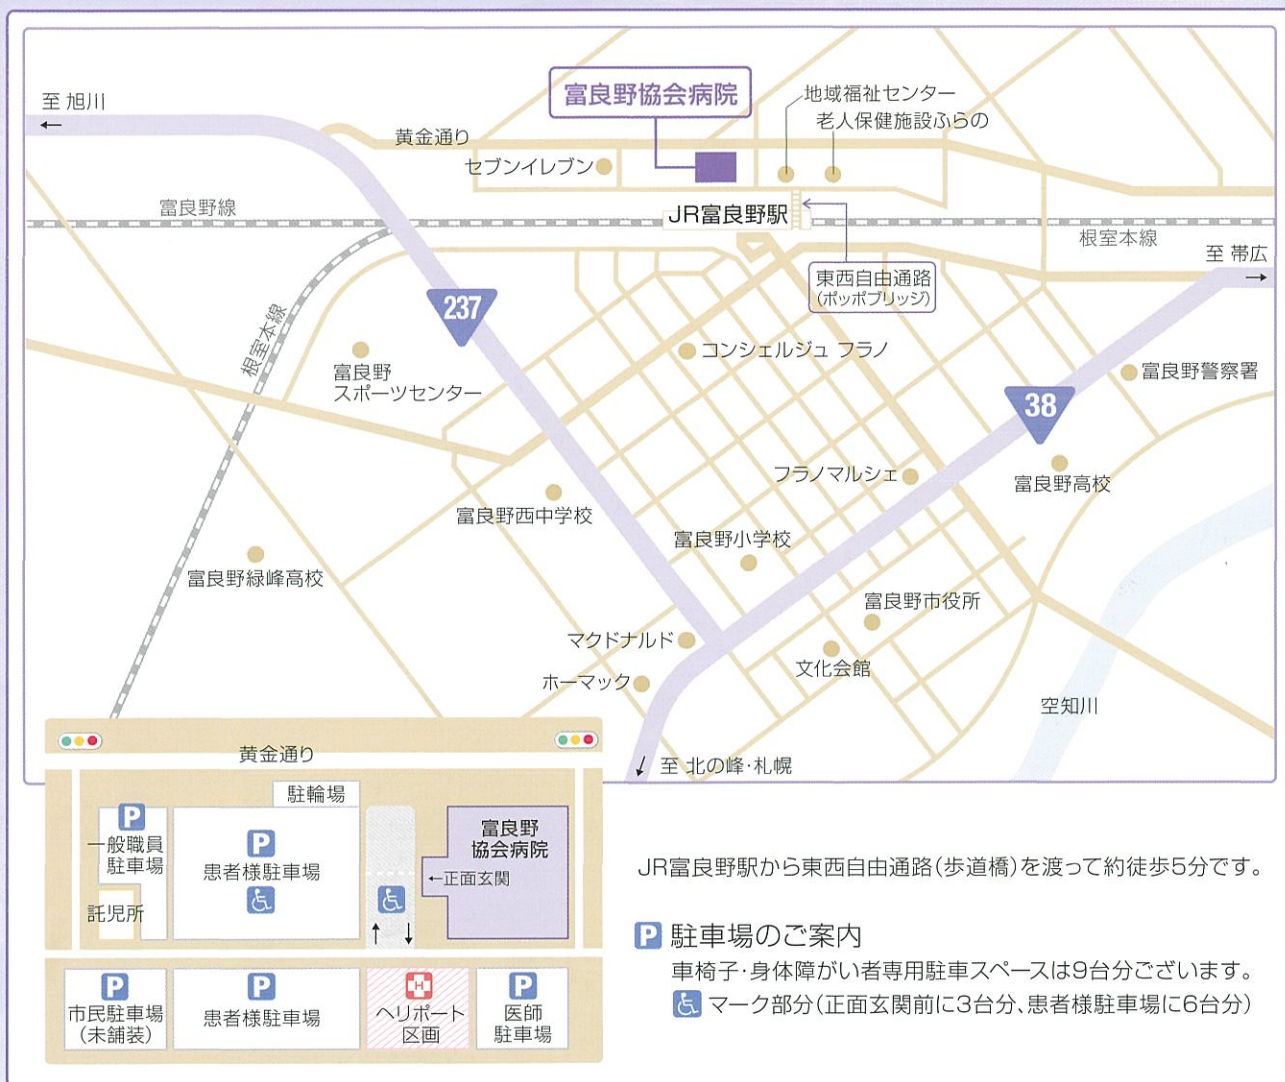 富良野協会病院
地域福祉センター
老人保健施設ふらの
至 旭川
←
黄金通り
セブンイレブン
富良野線
JR富良野駅
根室本線
至 帯広
→
東西自由通路
(ポッポブリッジ)
237
根室本線
富良野
スポーツセンター
コンシェルジュ フラノ
富良野警察署
38
フラノマルシェ
富良野高校
富良野西中学校
富良野小学校
富良野緑峰高校
富良野市役所
マクドナルド
文化会館
ホーマック
空知川
至 北の峰・札幌
黄金通り
駐輪場
P
一般職員
駐車場
P
患者様駐車場
富良野
協会病院
←正面玄関
託児所
P
市民駐車場
(未舗装)
P
患者様駐車場
H
ヘリポート
区画
P
医師
駐車場
JR富良野駅から東西自由通路(歩道橋)を渡って約徒歩5分です。
P 駐車場のご案内
車椅子・身体障がい者専用駐車スペースは9台分ございます。
マーク部分(正面玄関前に3台分、患者様駐車場に6台分)